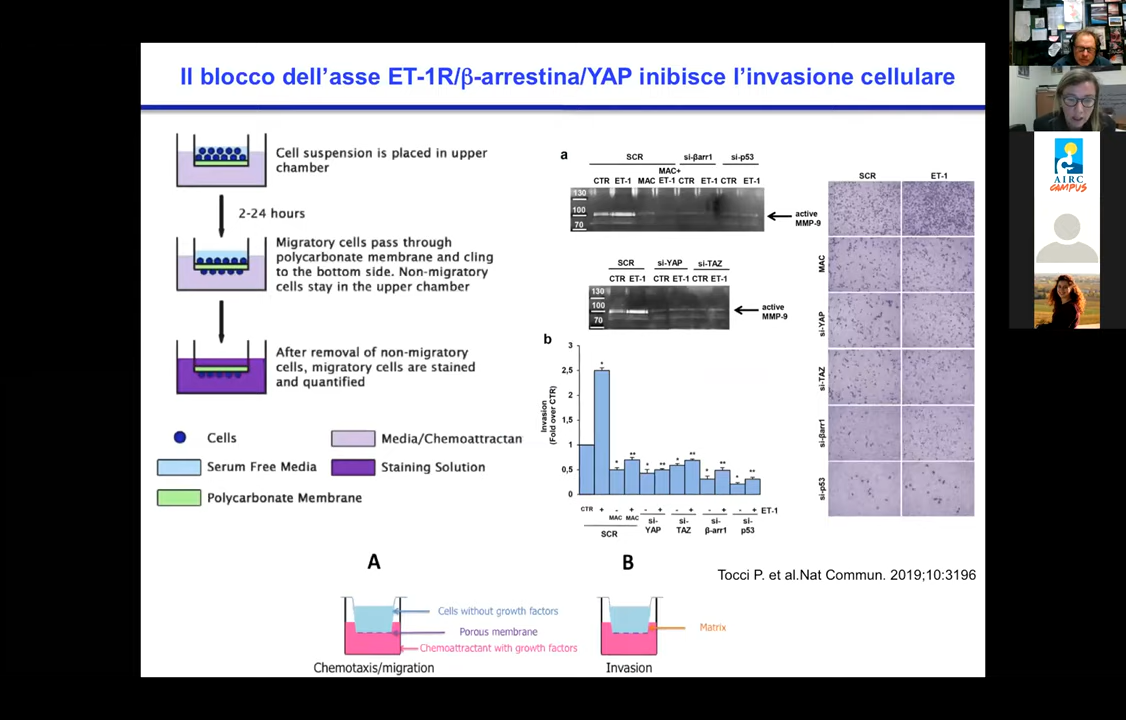 Il blocco dell'asse ET-1R/β-arrestina/YAP inibisce l'invasione cellulare
Cell suspension is placed in upper
chamber
2-24 hours
Migratory cells pass through
polycarbonate membrane and cling
to the bottom side. Non-migratory
cells stay in the upper chamber
After removal of non-migratory
cells, migratory cells are stained
and quantified
Cells
Media/Chemoattractan
Serum Free Media
Staining Solution
Polycarbonate Membrane
a
SCR si-βarr1 si-p53
MAC+
CTR ET-1 MAC ET-1 CTR ET-1 CTR ET-1
130
100
70
active
MMP-9
SCR si-YAP si-TAZ
CTR ET-1 CTR ET-1 CTR ET-1
130
100
70
active
MMP-9
b
Invasion
(Fold over CTR)
3
2,5
2
1,5
1
0,5
0
* * ** * ** * ** * ** * **
CTR + - + - + - + - + - + ET-1
MAC MAC
SCR
si-
YAP
si-
TAZ
si-
β-arr1
si-
p53
SCR ET-1
MAC
si-YAP
si-TAZ
si-βarr1
si-p53
Tocci P. et al.Nat Commun. 2019;10:3196
A
Cells without growth factors
Porous membrane
Chemoattractant with growth factors
Chemotaxis/migration
B
Matrix
Invasion
AIRC
CAMPUS